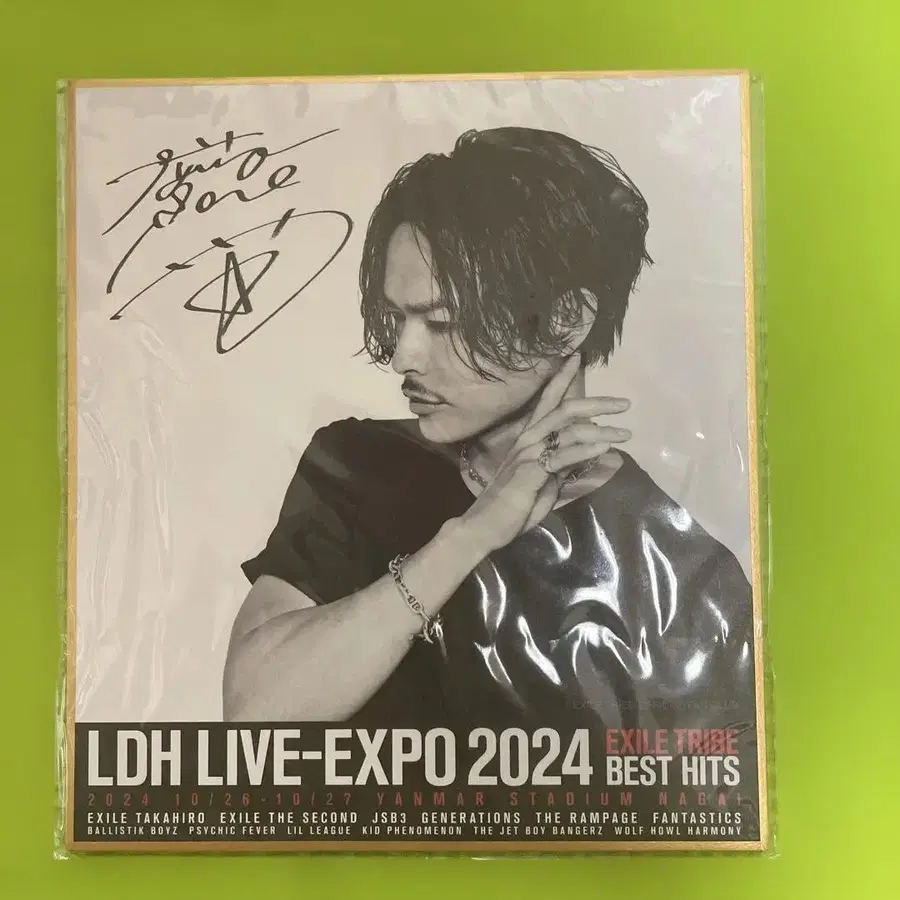 LDH LIVE-EXPO 2024
EXILE TRIBE
BEST HITS
2024 10/26-10/27 YANMAR STADIUM NAGAI
EXILE TAKAHIRO EXILE THE SECOND JSB3 GENERATIONS THE RAMPAGE FANTASTICS
BALLISTIK BOYZ PSYCHIC FEVER LIL LEAGUE KID PHENOMENON THE JET BOY BANGERZ WOLF HOWL HARMONY